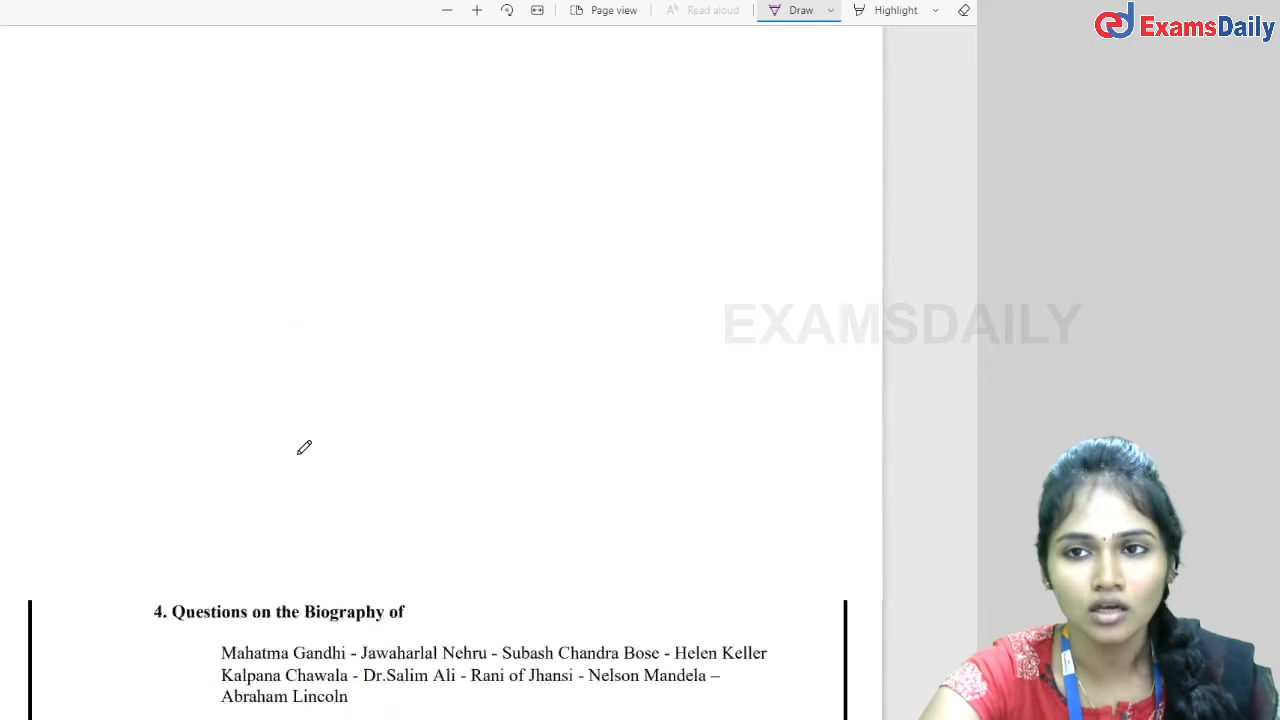 Page view
Read aloud
Draw
Highlight
ExamsDaily
EXAMSDAILY
4. Questions on the Biography of
Mahatma Gandhi - Jawaharlal Nehru - Subash Chandra Bose - Helen Keller
Kalpana Chawala - Dr.Salim Ali - Rani of Jhansi - Nelson Mandela –
Abraham Lincoln